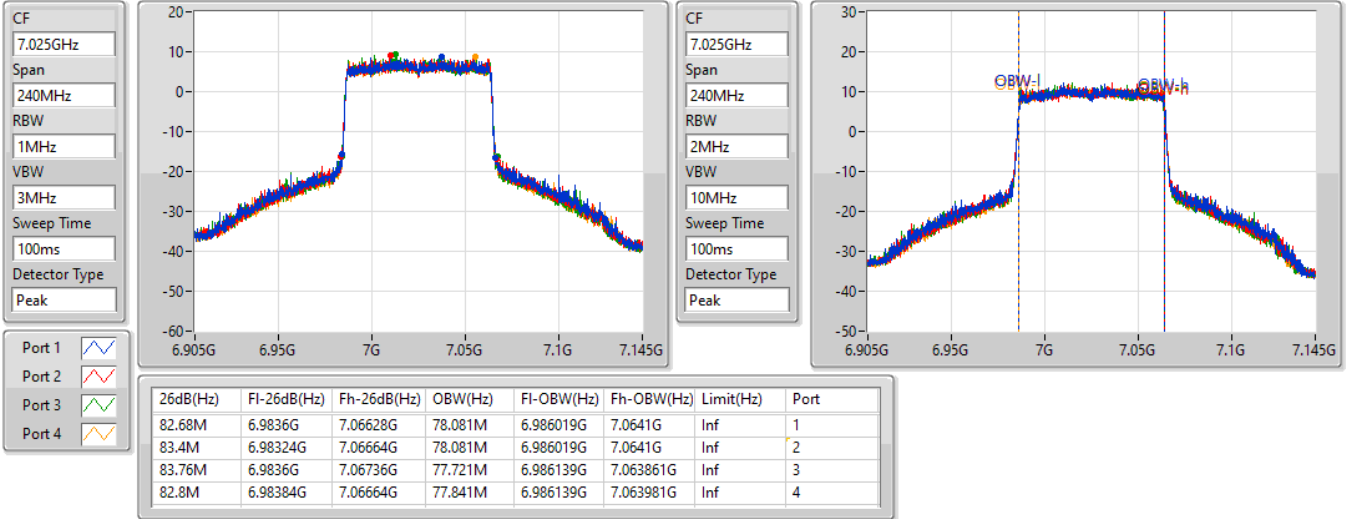 CF
7.025GHz
Span
240MHz
RBW
1MHz
VBW
3MHz
Sweep Time
100ms
Detector Type
Peak
20
10
0
-10
-20
-30
-40
-50
-60
6.905G 6.95G 7G 7.05G 7.1G 7.145G
CF
7.025GHz
Span
240MHz
RBW
2MHz
VBW
10MHz
Sweep Time
100ms
Detector Type
Peak
30
20
10
0
-10
-20
-30
-40
-50
OBW-l OBW-h
6.905G 6.95G 7G 7.05G 7.1G 7.145G
Port 1
Port 2
Port 3
Port 4
26dB(Hz) Fl-26dB(Hz) Fh-26dB(Hz) OBW(Hz) Fl-OBW(Hz) Fh-OBW(Hz) Limit(Hz) Port
82.68M 6.9836G 7.06628G 78.081M 6.986019G 7.0641G Inf 1
83.4M 6.98324G 7.06664G 78.081M 6.986019G 7.0641G Inf 2
83.76M 6.9836G 7.06736G 77.721M 6.986139G 7.063861G Inf 3
82.8M 6.98384G 7.06664G 77.841M 6.986139G 7.063981G Inf 4